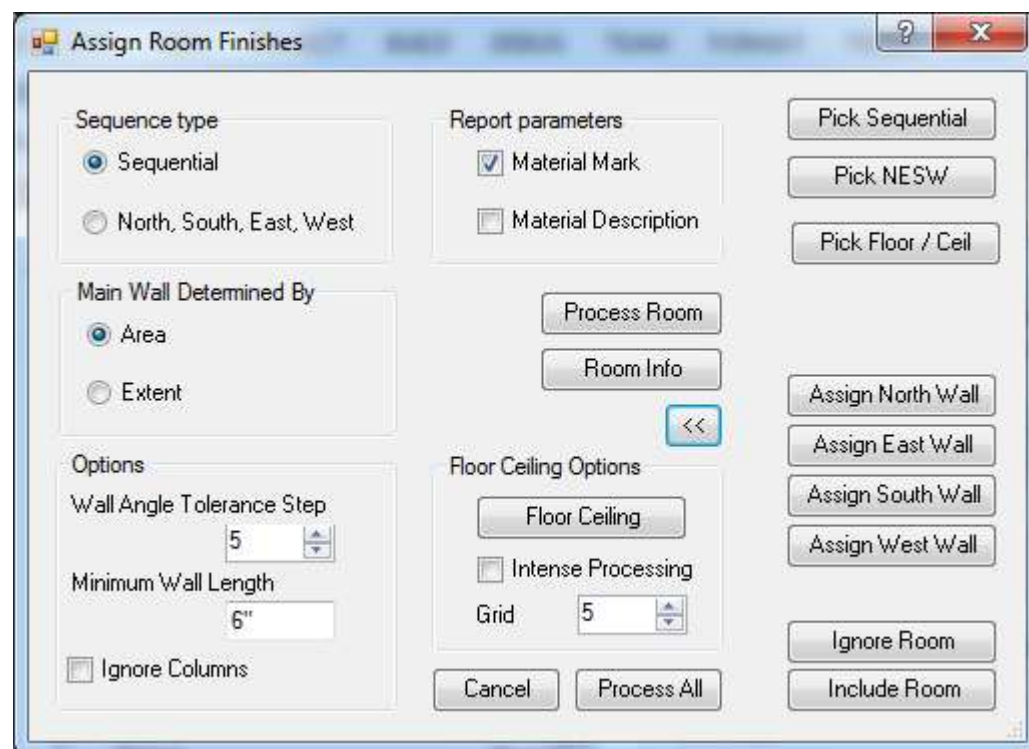 Assign Room Finishes
Sequence type
Sequential
North, South, East, West
Report parameters
Material Mark
Material Description
Pick Sequential
Pick NESW
Pick Floor / Ceil
Main Wall Determined By
Area
Extent
Process Room
Room Info
<<
Assign North Wall
Assign East Wall
Assign South Wall
Assign West Wall
Options
Wall Angle Tolerance Step
5
Minimum Wall Length
6"
Ignore Columns
Floor Ceiling Options
Floor Ceiling
Intense Processing
Grid 5
Cancel Process All
Ignore Room
Include Room